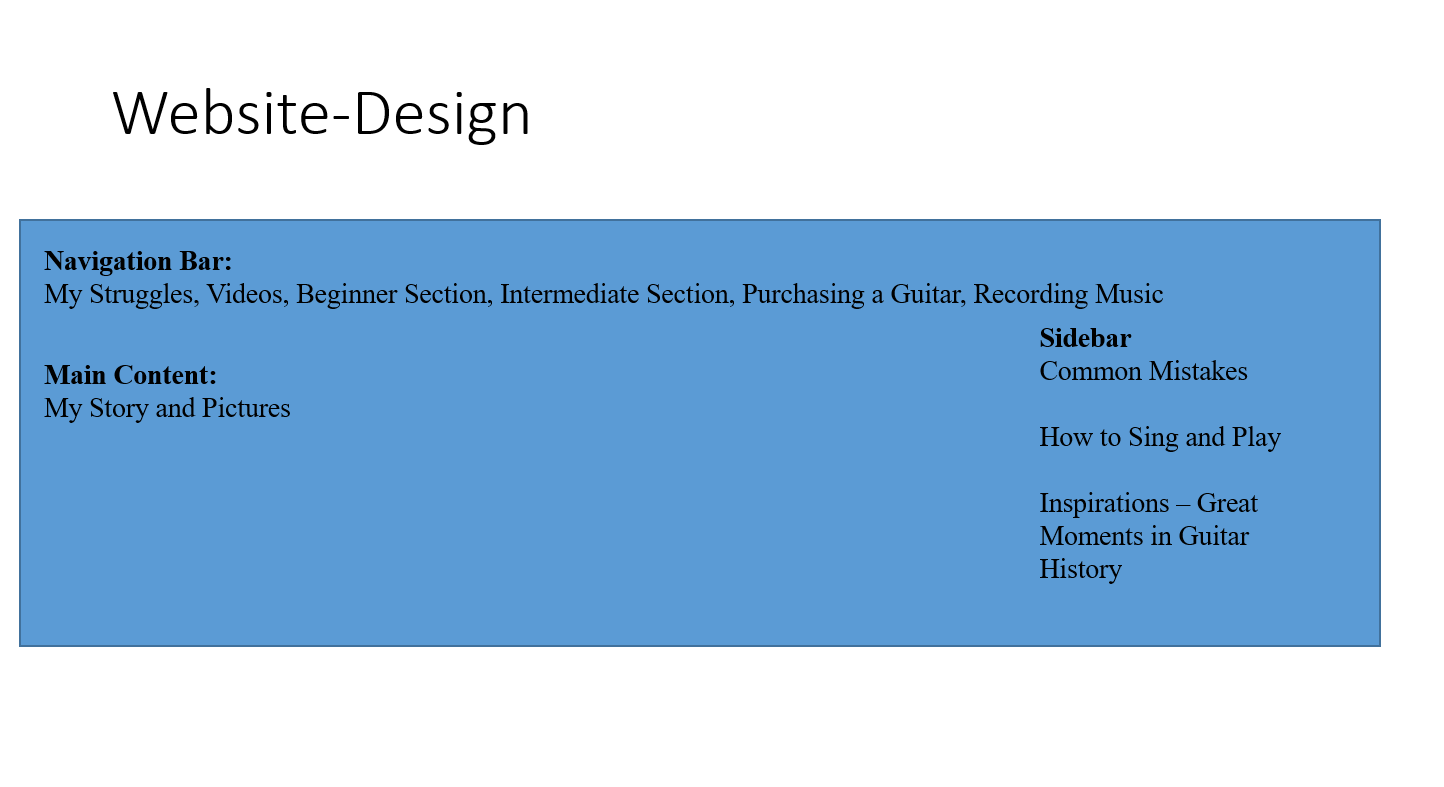 Website-Design
Navigation Bar:
My Struggles, Videos, Beginner Section, Intermediate Section, Purchasing a Guitar, Recording Music
Main Content:
My Story and Pictures
Sidebar
Common Mistakes
How to Sing and Play
Inspirations – Great
Moments in Guitar
History